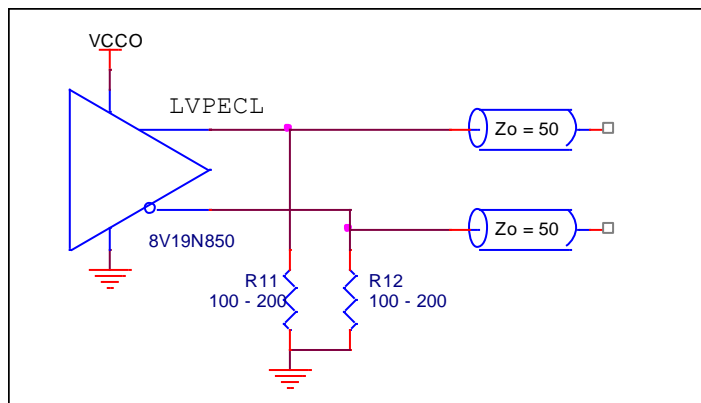 VCCO
LVPECL
Zo = 50
Zo = 50
8V19N850
R11
100 - 200
R12
100 - 200